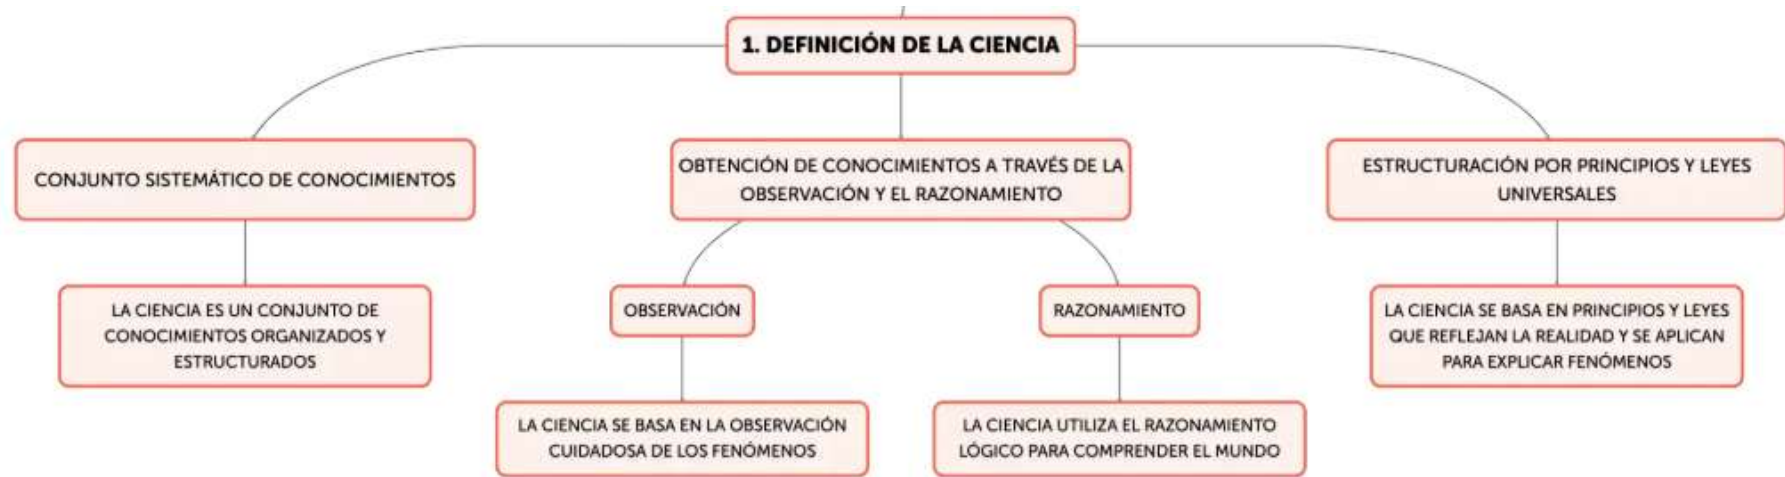 1. DEFINICIÓN DE LA CIENCIA
CONJUNTO SISTEMÁTICO DE CONOCIMIENTOS
OBTENCIÓN DE CONOCIMIENTOS A TRAVÉS DE LA
OBSERVACIÓN Y EL RAZONAMIENTO
ESTRUCTURACIÓN POR PRINCIPIOS Y LEYES
UNIVERSALES
LA CIENCIA ES UN CONJUNTO DE
CONOCIMIENTOS ORGANIZADOS Y
ESTRUCTURADOS
OBSERVACIÓN
RAZONAMIENTO
LA CIENCIA SE BASA EN PRINCIPIOS Y LEYES
QUE REFLEJAN LA REALIDAD Y SE APLICAN
PARA EXPLICAR FENÓMENOS
LA CIENCIA SE BASA EN LA OBSERVACIÓN
CUIDADOSA DE LOS FENÓMENOS
LA CIENCIA UTILIZA EL RAZONAMIENTO
LÓGICO PARA COMPRENDER EL MUNDO